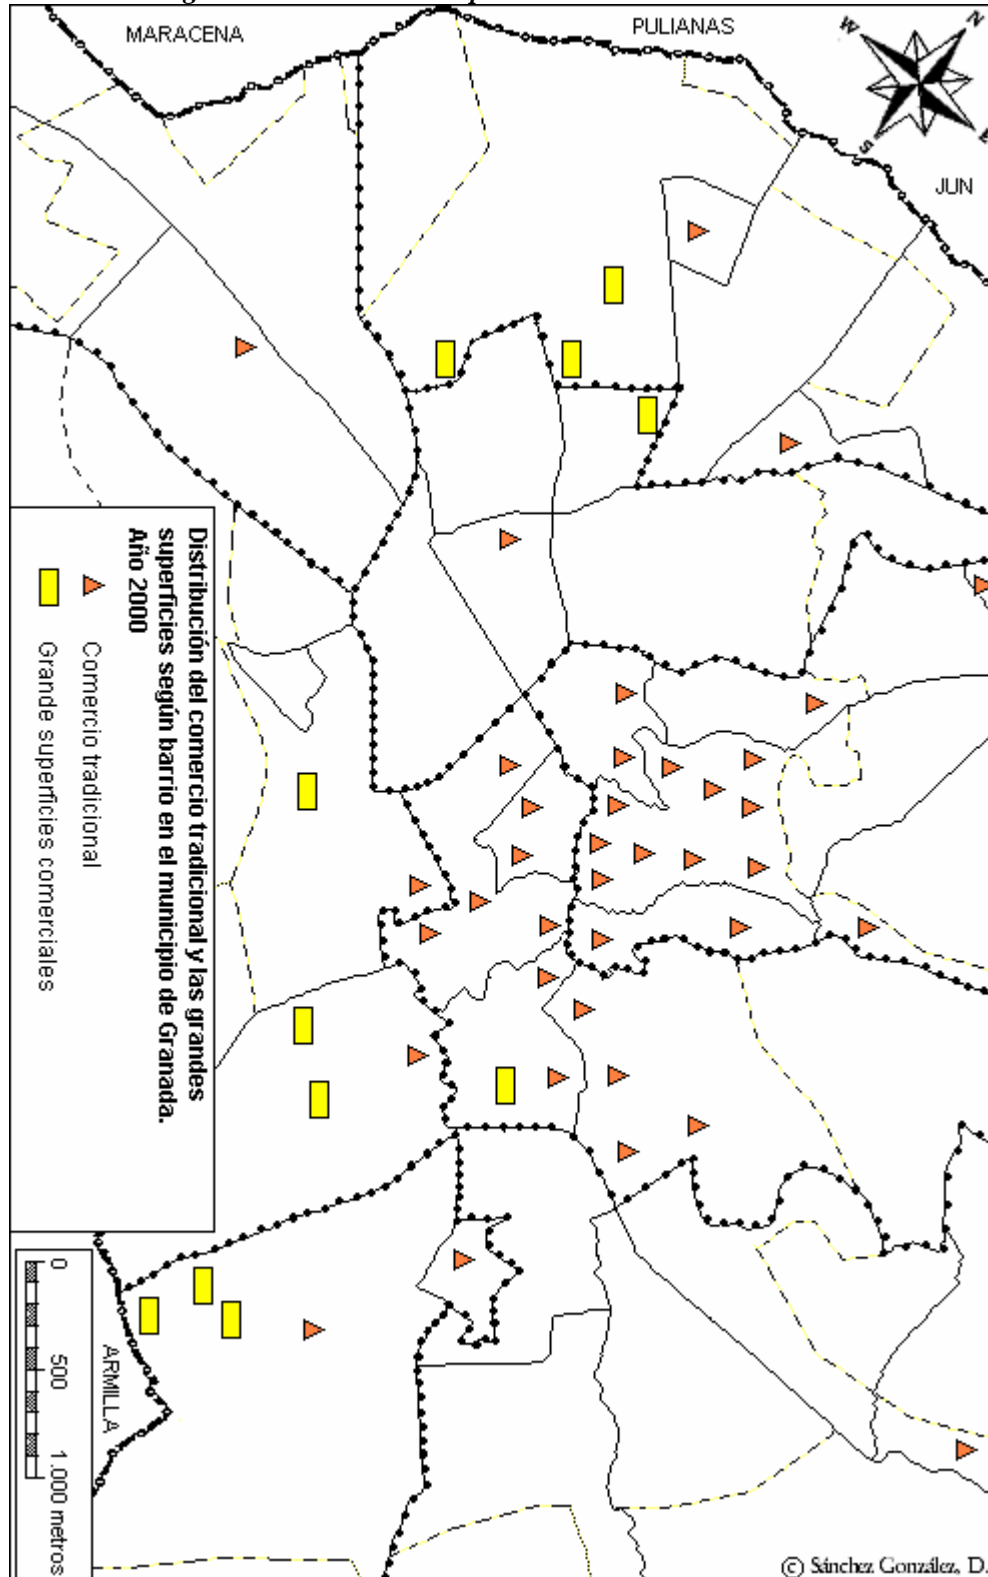 MARACENA
PULIANAS
N
W
E
S
JUN
Distribución del comercio tradicional y las grandes
superficies según barrio en el municipio de Granada.
Año 2000
Comercio tradicional
Grande superficies comerciales
ARMILLA
0
500
1.000 metros
© Sánchez González, D.